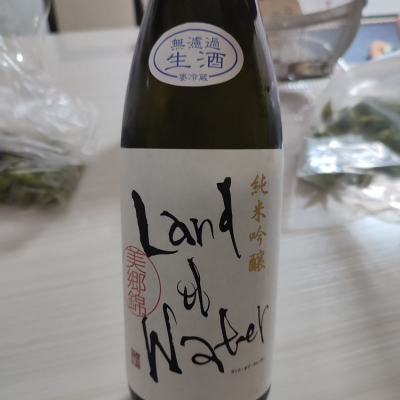 無濾過
生酒
要冷蔵
純米吟醸
Land
of
Water
美郷錦